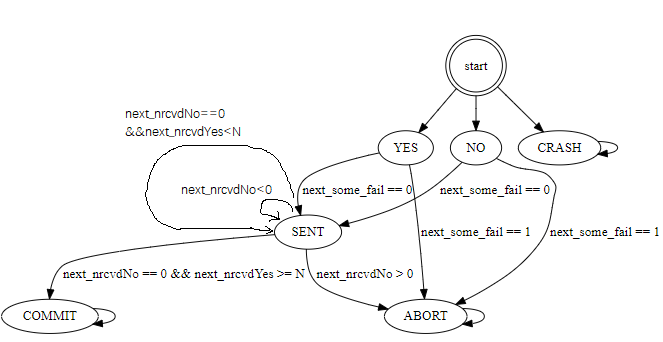 start
next_nrcvdNo==0
&&next_nrcvdYes<N
YES
NO
CRASH
next_nrcvdNo<0
next_some_fail == 0
next_some_fail == 0
SENT
next_some_fail == 1
next_some_fail == 1
next_nrcvdNo == 0 && next_nrcvdYes >= N
next_nrcvdNo > 0
COMMIT
ABORT